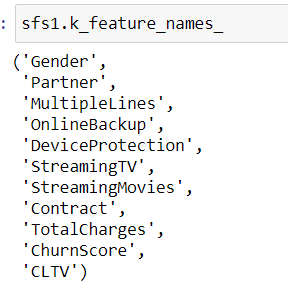 : sfs1.k_feature_names_
('Gender',
'Partner',
'MultipleLines',
'OnlineBackup',
'DeviceProtection',
'StreamingTV',
'StreamingMovies',
'Contract',
'TotalCharges',
'ChurnScore',
'CLTV')